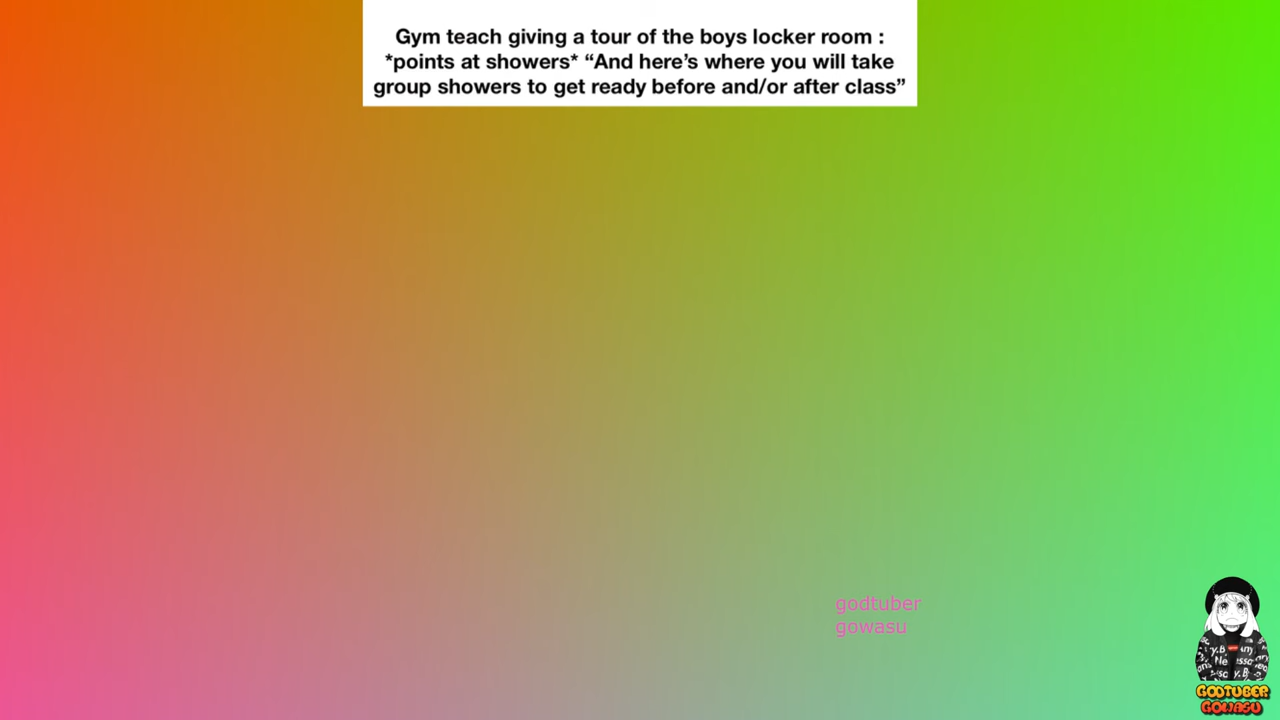 Gym teach giving a tour of the boys locker room :
*points at showers* “And here’s where you will take
group showers to get ready before and/or after class”
godtuber
gowasu
GODTUBER
GOWASU